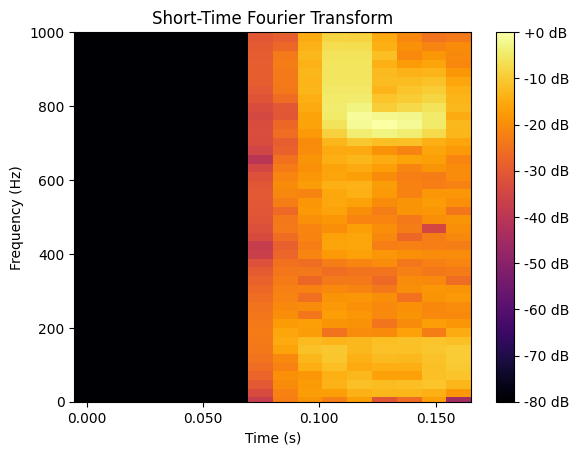 Short-Time Fourier Transform
Frequency (Hz)
1000
800
600
400
200
0
0.000
0.050
0.100
0.150
Time (s)
+0 dB
-10 dB
-20 dB
-30 dB
-40 dB
-50 dB
-60 dB
-70 dB
-80 dB